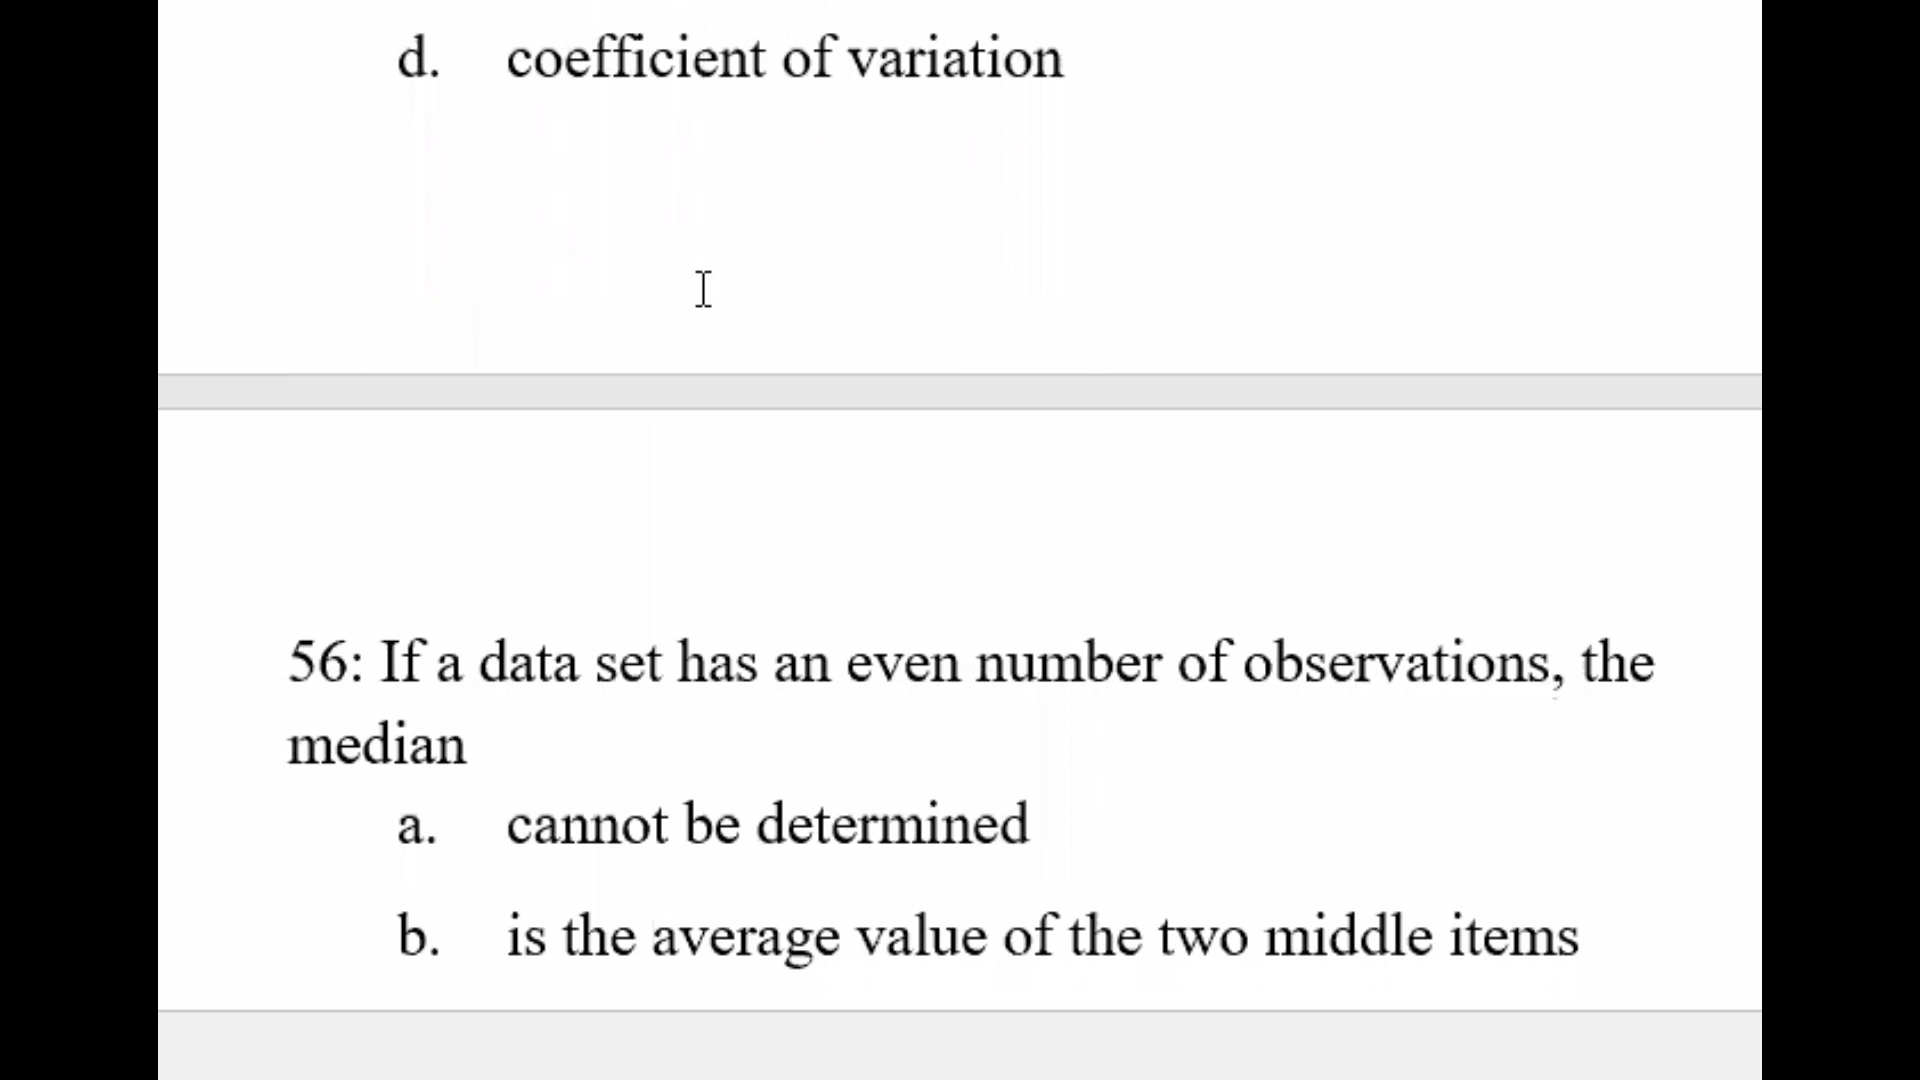 d. coefficient of variation
56: If a data set has an even number of observations, the
median
a. cannot be determined
b. is the average value of the two middle items